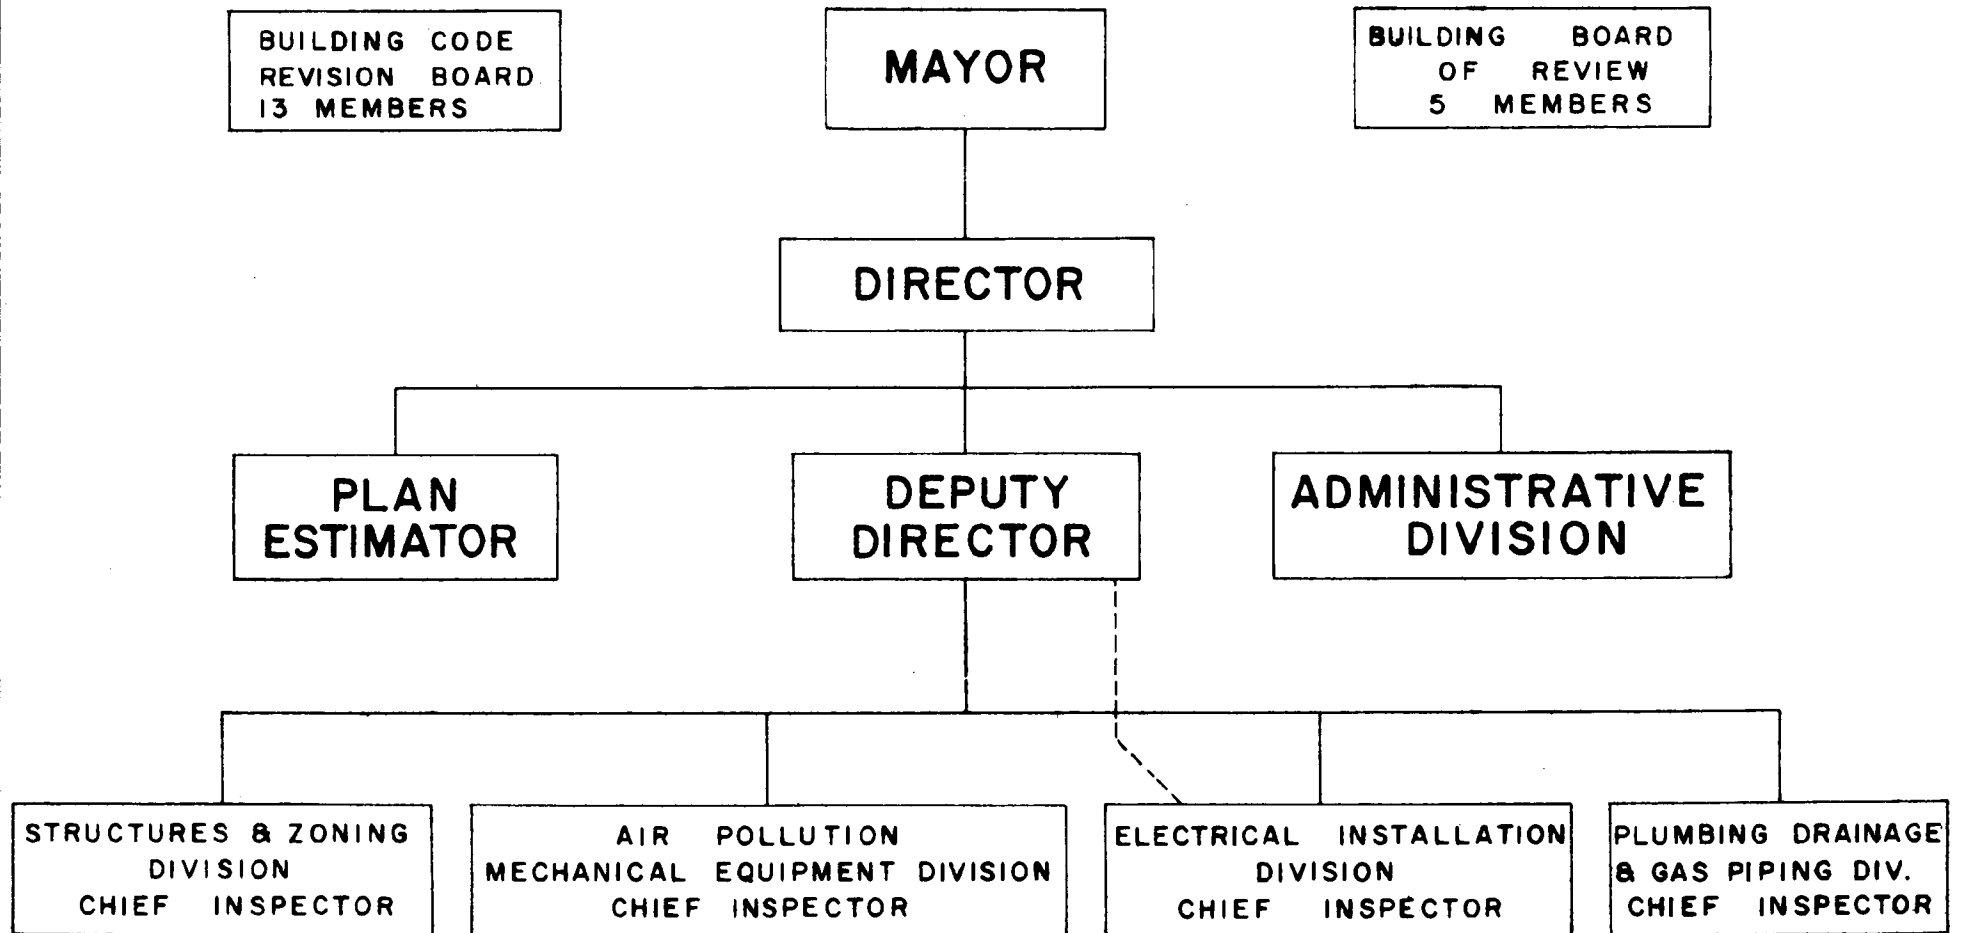 BUILDING CODE
REVISION BOARD
13 MEMBERS
MAYOR
BUILDING BOARD
OF REVIEW
5 MEMBERS
DIRECTOR
PLAN
ESTIMATOR
DEPUTY
DIRECTOR
ADMINISTRATIVE
DIVISION
STRUCTURES & ZONING
DIVISION
CHIEF INSPECTOR
AIR POLLUTION
MECHANICAL EQUIPMENT DIVISION
CHIEF INSPECTOR
ELECTRICAL INSTALLATION
DIVISION
CHIEF INSPECTOR
PLUMBING DRAINAGE
& GAS PIPING DIV.
CHIEF INSPECTOR